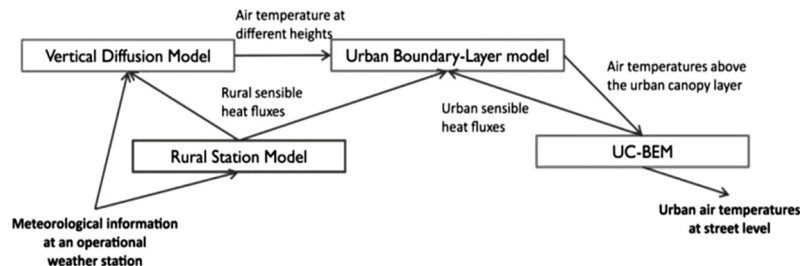 Air temperature at
different heights
Vertical Diffusion Model
Urban Boundary-Layer model
Air temperatures above
the urban canopy layer
Rural sensible
heat fluxes
Urban sensible
heat fluxes
Rural Station Model
UC-BEM
Meteorological information
at an operational
weather station
Urban air temperatures
at street level